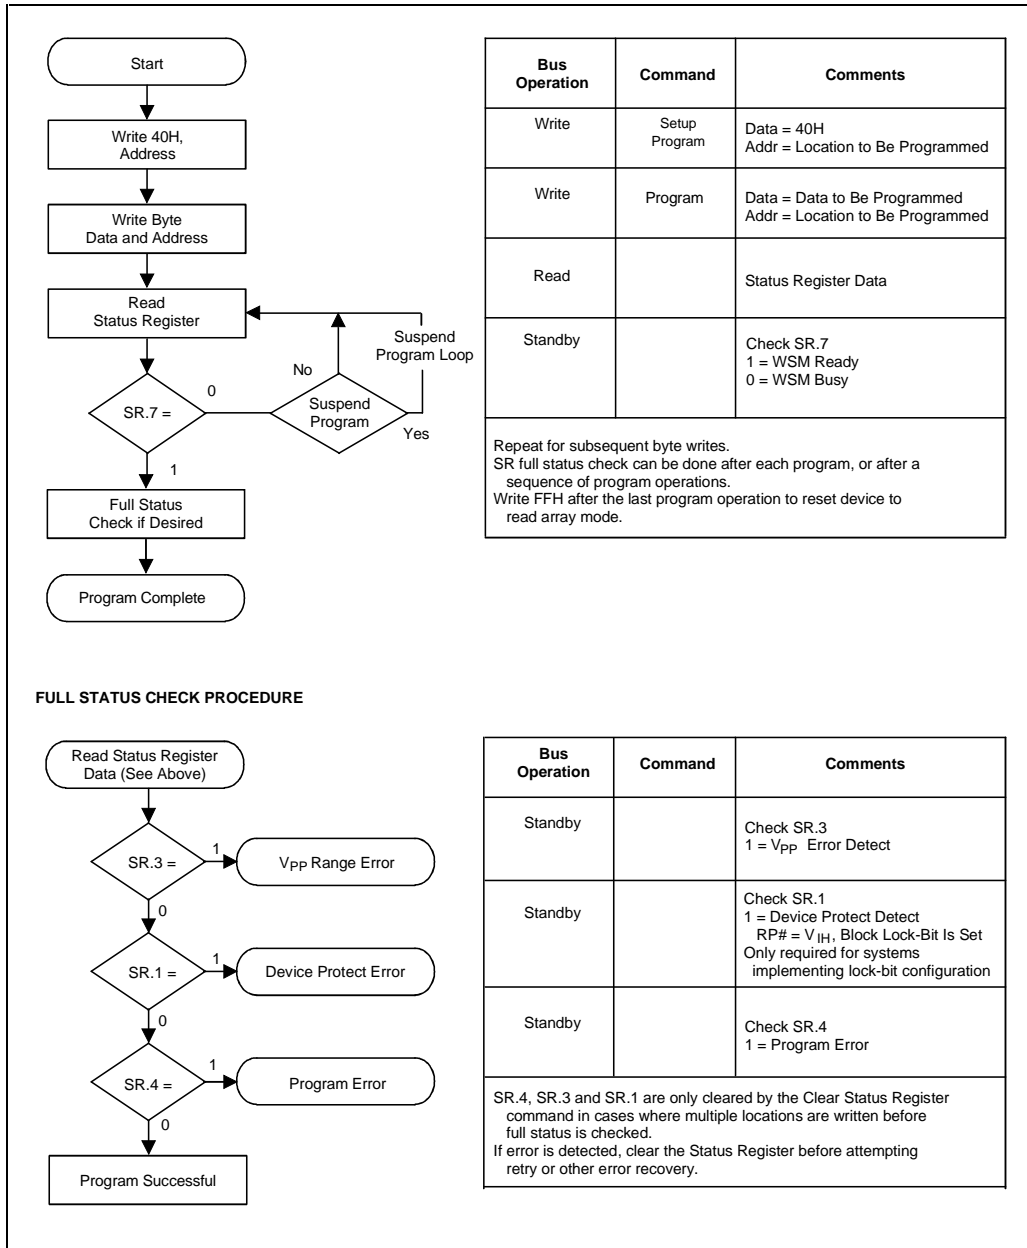 Start
Write 40H,
Address
Write Byte
Data and Address
Read
Status Register
SR.7 =
0
1
No
Suspend
Program
Yes
Suspend
Program Loop
Full Status
Check if Desired
Program Complete
Bus
Operation
Command
Comments
Write
Setup
Program
Data = 40H
Addr = Location to Be Programmed
Write
Program
Data = Data to Be Programmed
Addr = Location to Be Programmed
Read
Status Register Data
Standby
Check SR.7
1 = WSM Ready
0 = WSM Busy
Repeat for subsequent byte writes.
SR full status check can be done after each program, or after a
sequence of program operations.
Write FFH after the last program operation to reset device to
read array mode.
FULL STATUS CHECK PROCEDURE
Read Status Register
Data (See Above)
SR.3 =
1
VPP Range Error
0
SR.1 =
1
Device Protect Error
0
SR.4 =
1
Program Error
0
Program Successful
Bus
Operation
Command
Comments
Standby
Check SR.3
1 = VPP Error Detect
Standby
Check SR.1
1 = Device Protect Detect
RP# = VIH, Block Lock-Bit Is Set
Only required for systems
implementing lock-bit configuration
Standby
Check SR.4
1 = Program Error
SR.4, SR.3 and SR.1 are only cleared by the Clear Status Register
command in cases where multiple locations are written before
full status is checked.
If error is detected, clear the Status Register before attempting
retry or other error recovery.